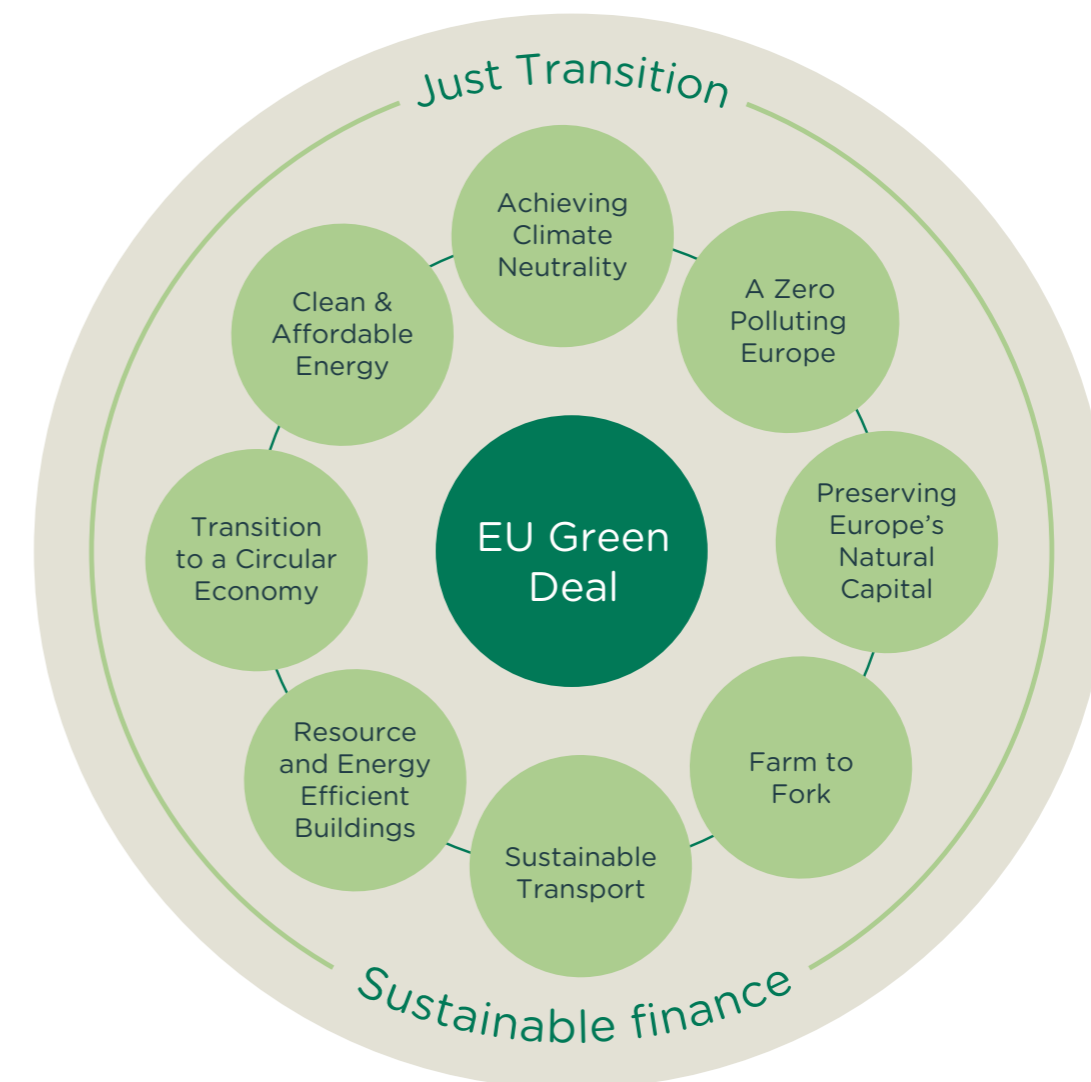 Just Transition
Achieving
Climate
Neutrality
A Zero
Polluting
Europe
Preserving
Europe’s
Natural
Capital
Farm to
Fork
Sustainable
Transport
Resource
and Energy
Efficient
Buildings
Transition
to a Circular
Economy
Clean &
Affordable
Energy
EU Green
Deal
Sustainable finance